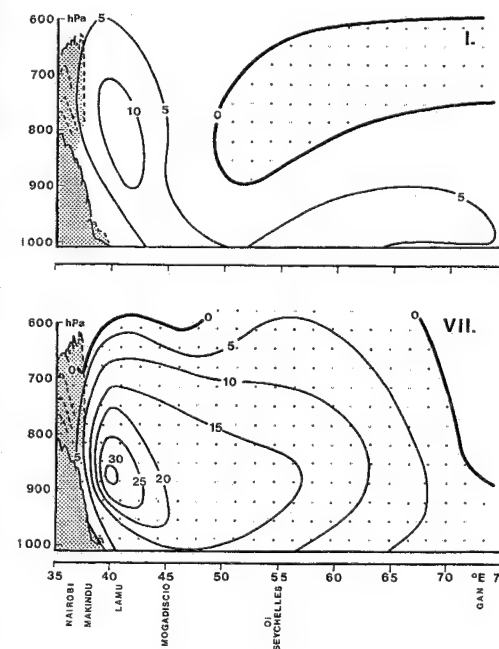 600 hPa 5 I.
700 10 5 0
800
900 5
1000
600 hPa 0 0 VII.
0 5
700 10
15
800
5 30 25 20
900
1000
35 40 45 50 55 60 65 70 °E 7
NAIROBI MAKINDU LAMU MOGADISCIO Oi SEYCHELLES GAN